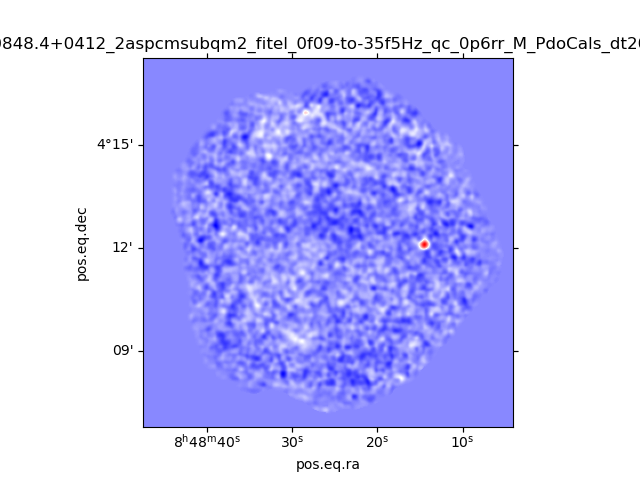 0848.4+0412_2aspcmsubqm2_fitel_0f09-to-35f5Hz_qc_0p6rr_M_PdoCals_dt20
4°15'
12'
09'
pos.eq.dec
8ʰ48ᵐ40ˢ 30ˢ 20ˢ 10ˢ
pos.eq.ra